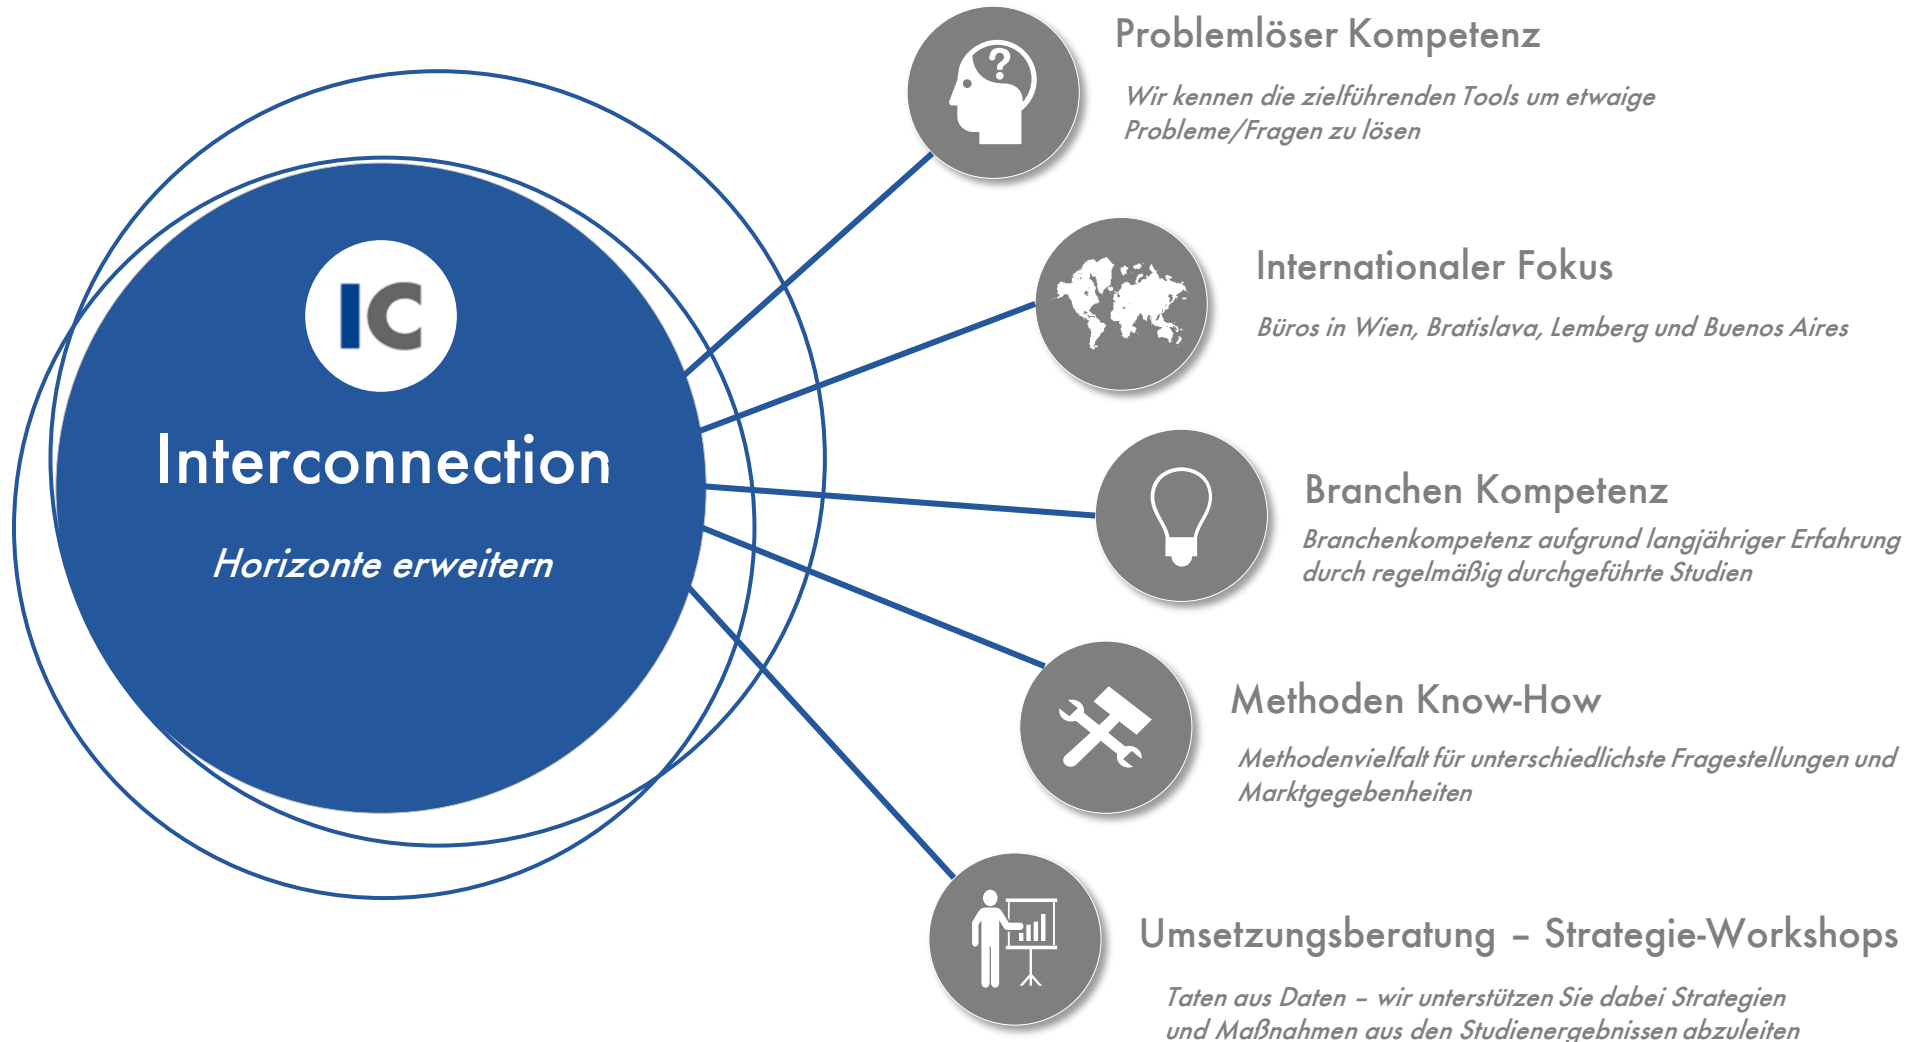 IC
Interconnection
Horizonte erweitern
Problemlöser Kompetenz
Wir kennen die zielführenden Tools um etwaige
Probleme/Fragen zu lösen
?
Internationaler Fokus
Büros in Wien, Bratislava, Lemberg und Buenos Aires
Branchen Kompetenz
Branchenkompetenz aufgrund langjähriger Erfahrung
durch regelmäßig durchgeführte Studien
Methoden Know-How
Methodenvielfalt für unterschiedlichste Fragestellungen und
Marktgegebenheiten
Umsetzungsberatung – Strategie-Workshops
Taten aus Daten – wir unterstützen Sie dabei Strategien
und Maßnahmen aus den Studienergebnissen abzuleiten